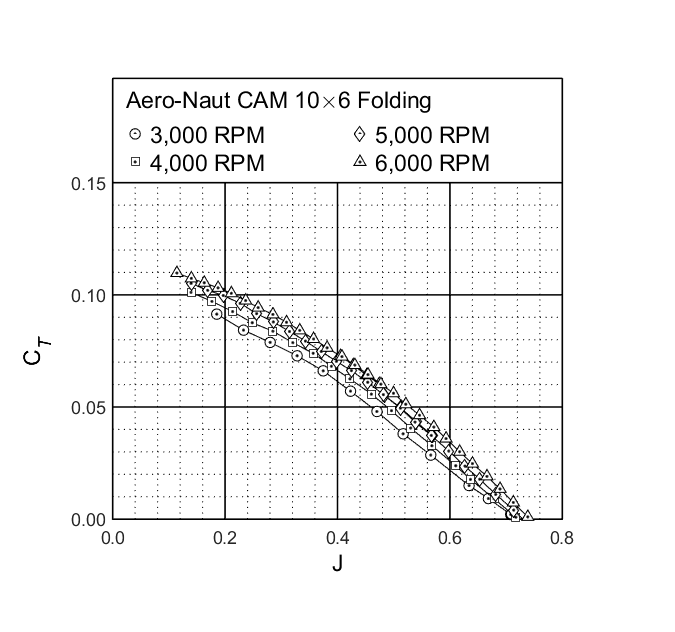 Aero-Naut CAM 10×6 Folding
3,000 RPM
5,000 RPM
4,000 RPM
6,000 RPM
0.15
0.10
0.05
0.00
C_T
0.0 0.2 0.4 0.6 0.8
J